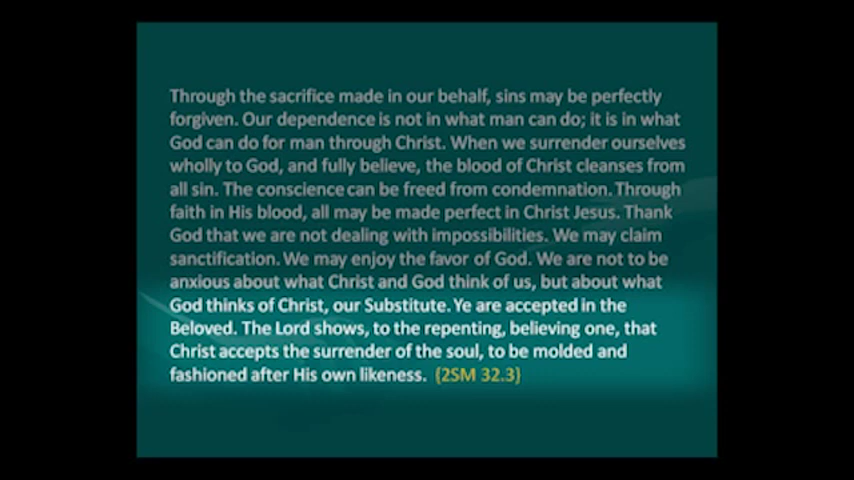 Through the sacrifice made in our behalf, sins may be perfectly
forgiven. Our dependence is not in what man can do; it is in what
God can do for man through Christ. When we surrender ourselves
wholly to God, and fully believe, the blood of Christ cleanses from
all sin. The conscience can be freed from condemnation. Through
faith in His blood, all may be made perfect in Christ Jesus. Thank
God that we are not dealing with impossibilities. We may claim
sanctification. We may enjoy the favor of God. We are not to be
anxious about what Christ and God think of us, but about what
God thinks of Christ, our Substitute. Ye are accepted in the
Beloved. The Lord shows, to the repenting, believing one, that
Christ accepts the surrender of the soul, to be molded and
fashioned after His own likeness. {2SM 32.3}